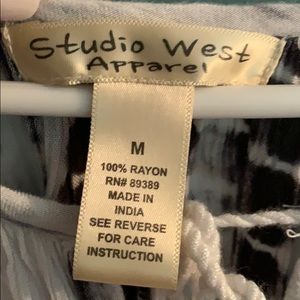 Studio West
Apparel
M
100% RAYON
RN# 89389
MADE IN
INDIA
SEE REVERSE
FOR CARE
INSTRUCTION